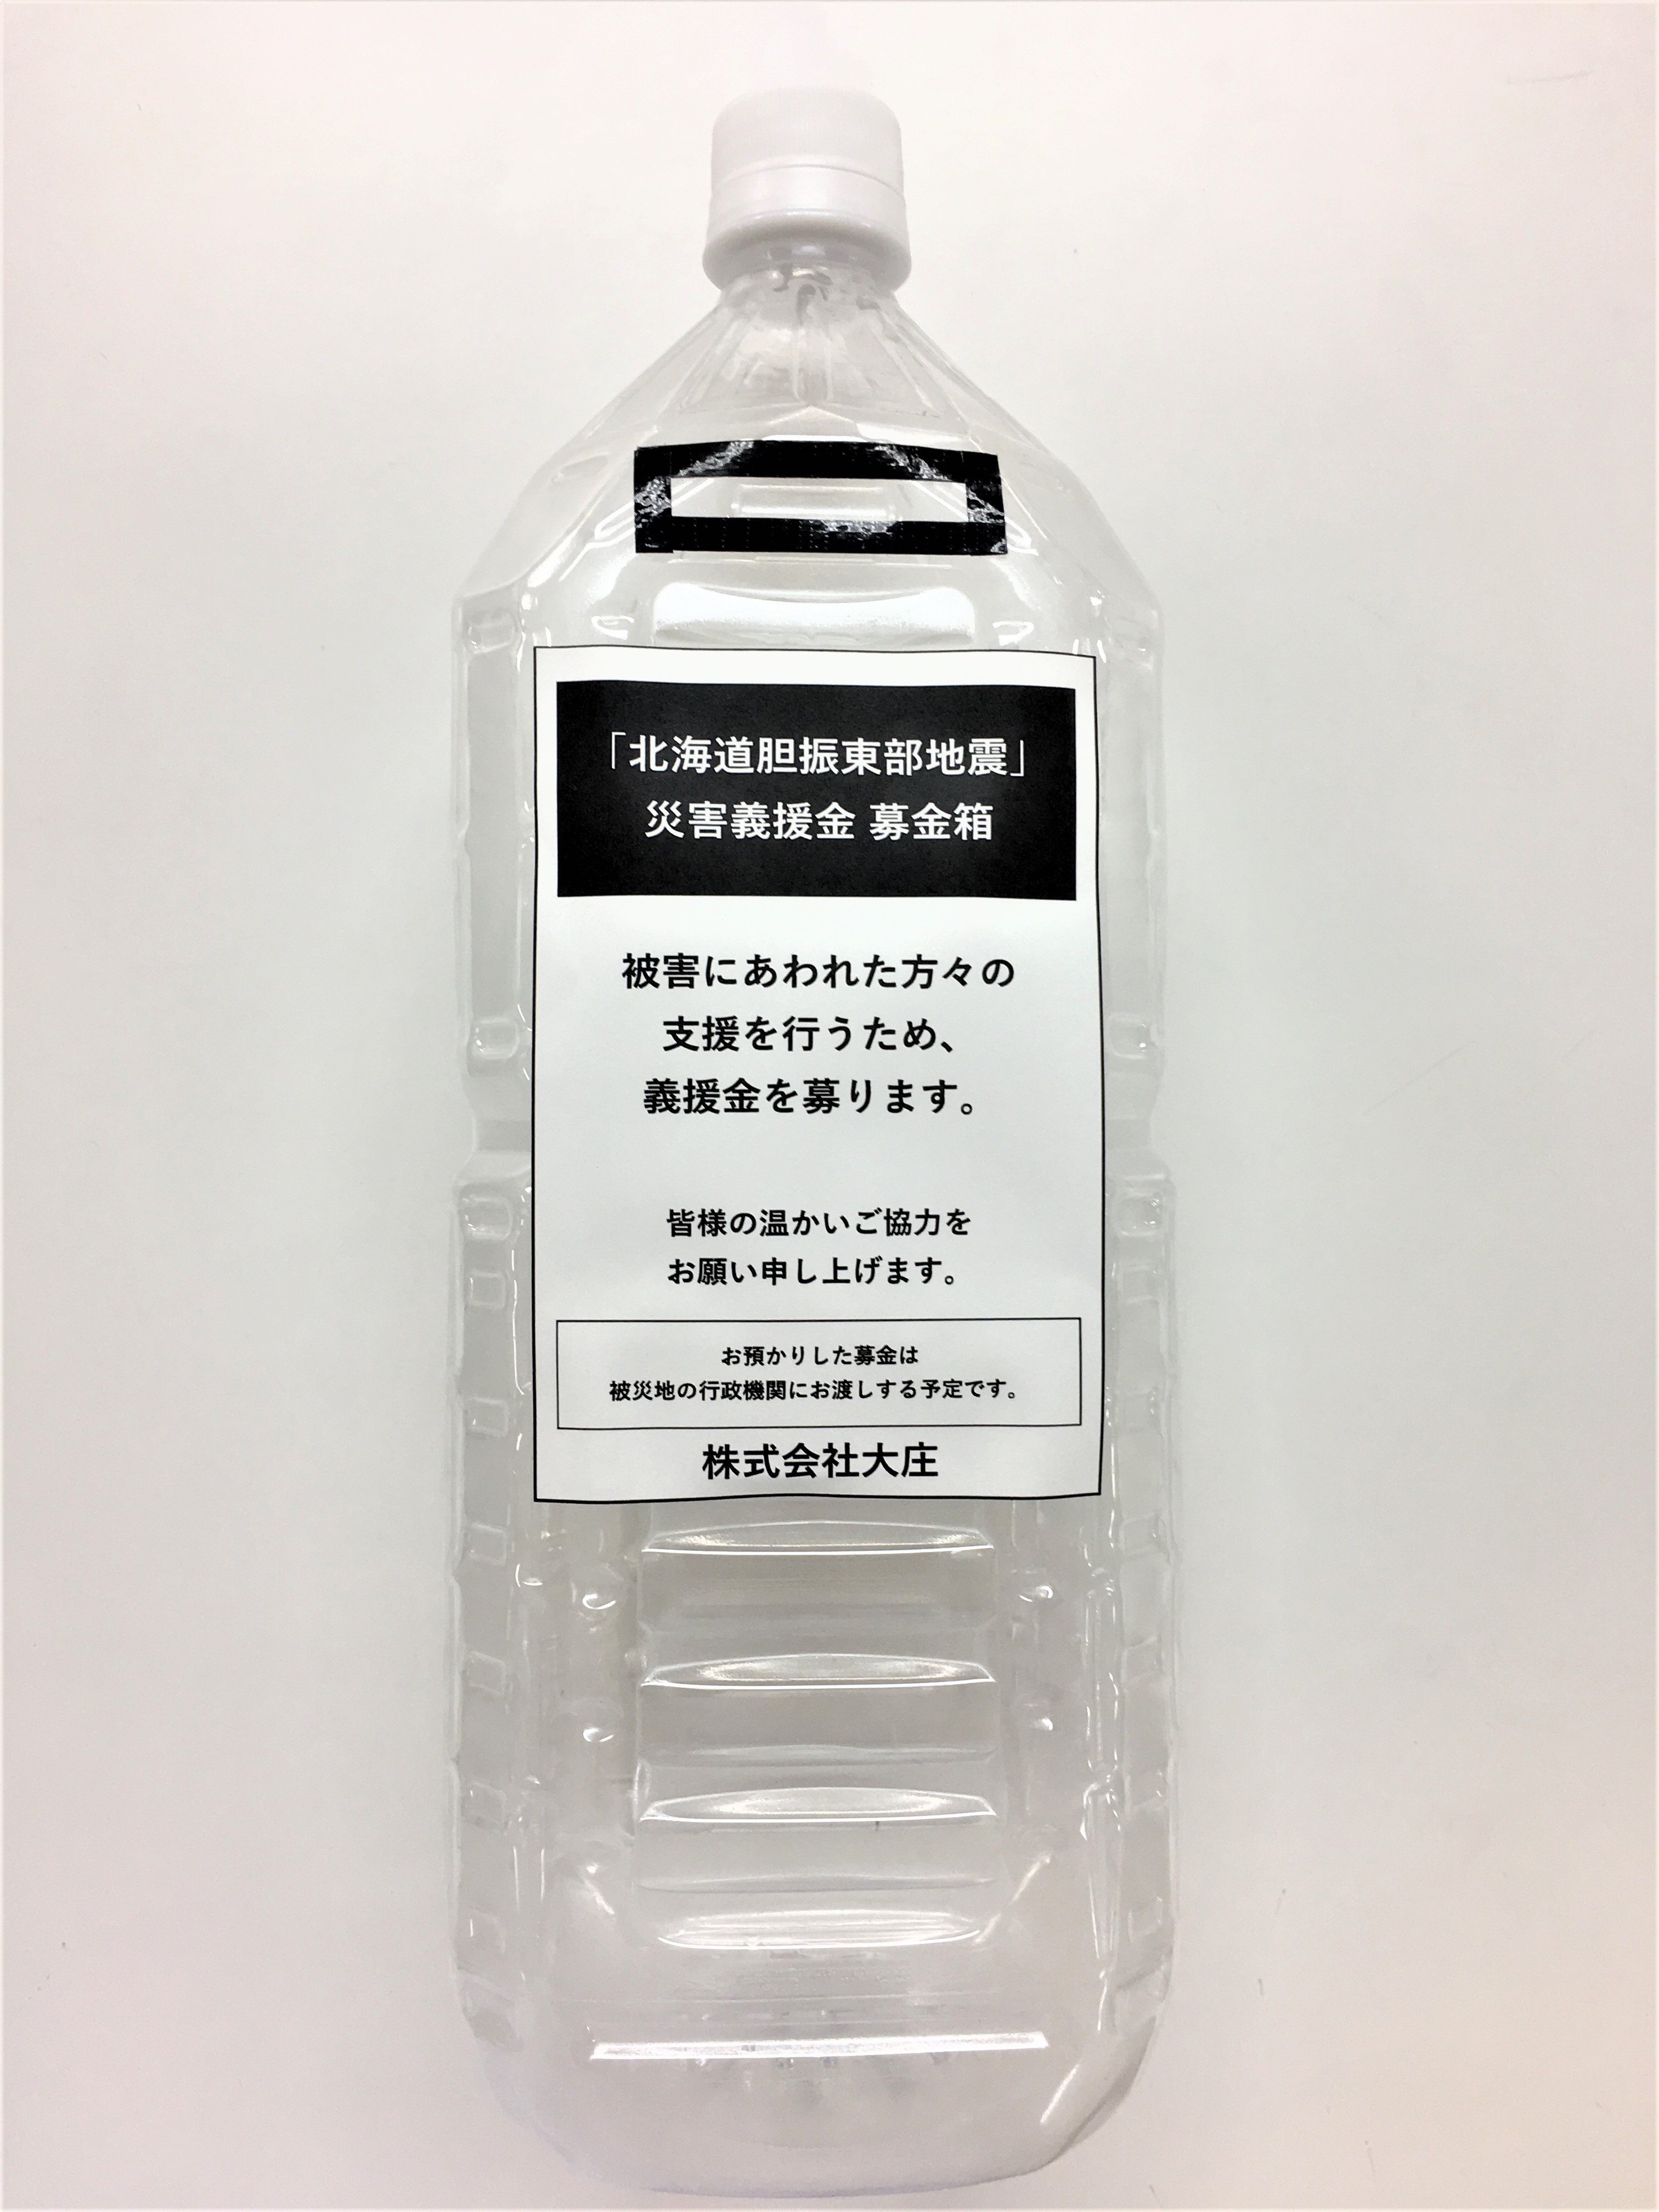 「北海道胆振東部地震」
災害義援金 募金箱
被害にあわれた方々の
支援を行うため、
義援金を募ります。
皆様の温かいご協力を
お願い申し上げます。
お預かりした募金は
被災地の行政機関にお渡しする予定です。
株式会社大庄